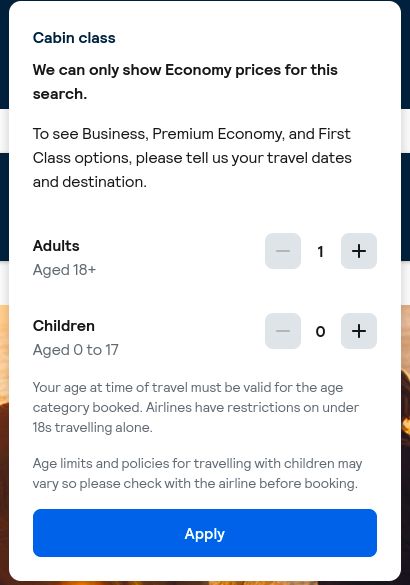 Cabin class
We can only show Economy prices for this
search.
To see Business, Premium Economy, and First
Class options, please tell us your travel dates
and destination.
Adults
Aged 18+
— 1 +
Children
Aged 0 to 17
— 0 +
Your age at time of travel must be valid for the age
category booked. Airlines have restrictions on under
18s travelling alone.
Age limits and policies for travelling with children may
vary so please check with the airline before booking.
Apply